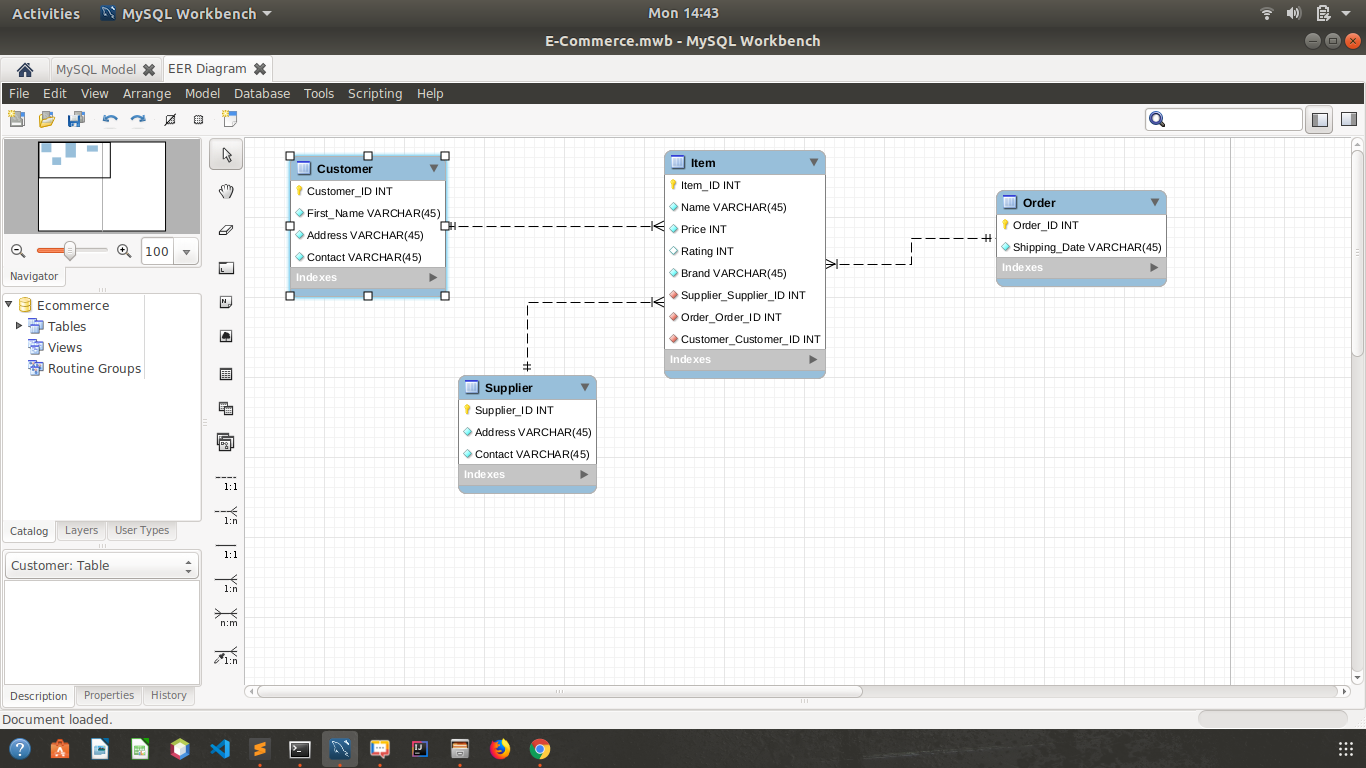 Activities MySQL Workbench Mon 14:43
E-Commerce.mwb - MySQL Workbench
MySQL Model EER Diagram
File Edit View Arrange Model Database Tools Scripting Help
100
Navigator
Ecommerce
Tables
Views
Routine Groups
Catalog Layers User Types
Customer: Table
Description Properties History
Document loaded.
1:1
1:n
1:1
1:n
n:m
1:n
Customer
Customer_ID INT
First_Name VARCHAR(45)
Address VARCHAR(45)
Contact VARCHAR(45)
Indexes
Item
Item_ID INT
Name VARCHAR(45)
Price INT
Rating INT
Brand VARCHAR(45)
Supplier_Supplier_ID INT
Order_Order_ID INT
Customer_Customer_ID INT
Indexes
Order
Order_ID INT
Shipping_Date VARCHAR(45)
Indexes
Supplier
Supplier_ID INT
Address VARCHAR(45)
Contact VARCHAR(45)
Indexes